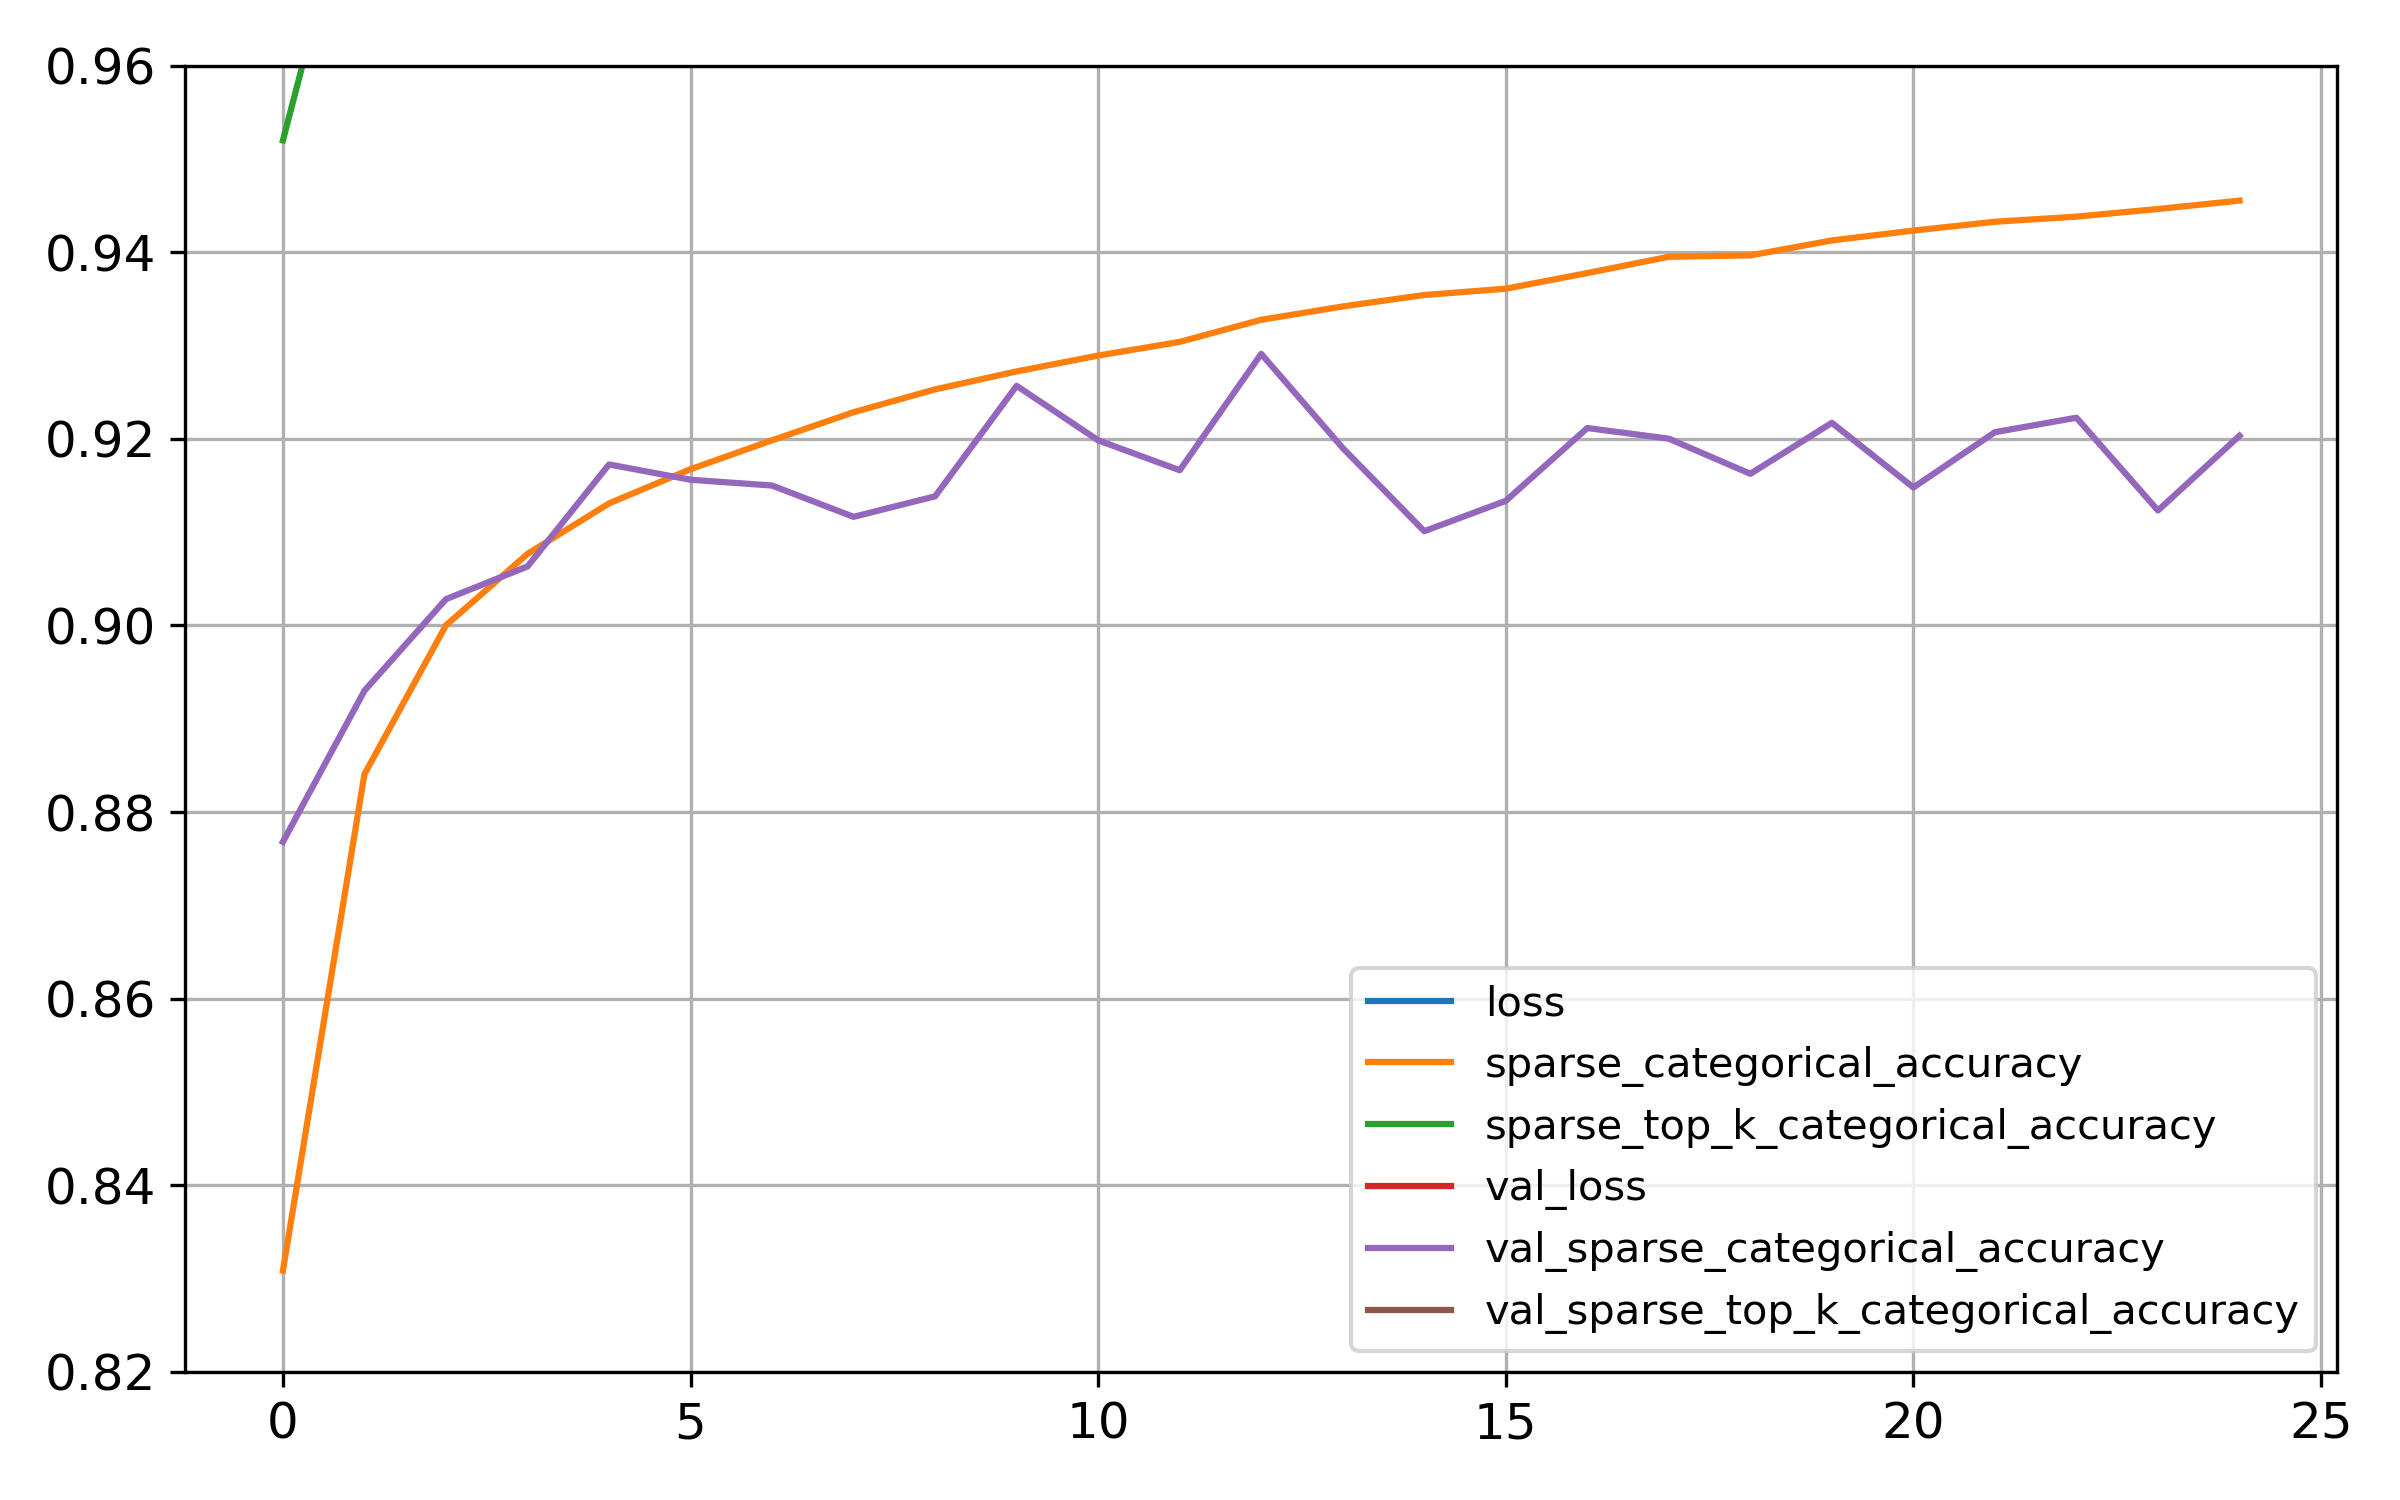 0.96
0.94
0.92
0.90
0.88
0.86
0.84
0.82
loss
sparse_categorical_accuracy
sparse_top_k_categorical_accuracy
val_loss
val_sparse_categorical_accuracy
val_sparse_top_k_categorical_accuracy
0 5 10 15 20 25